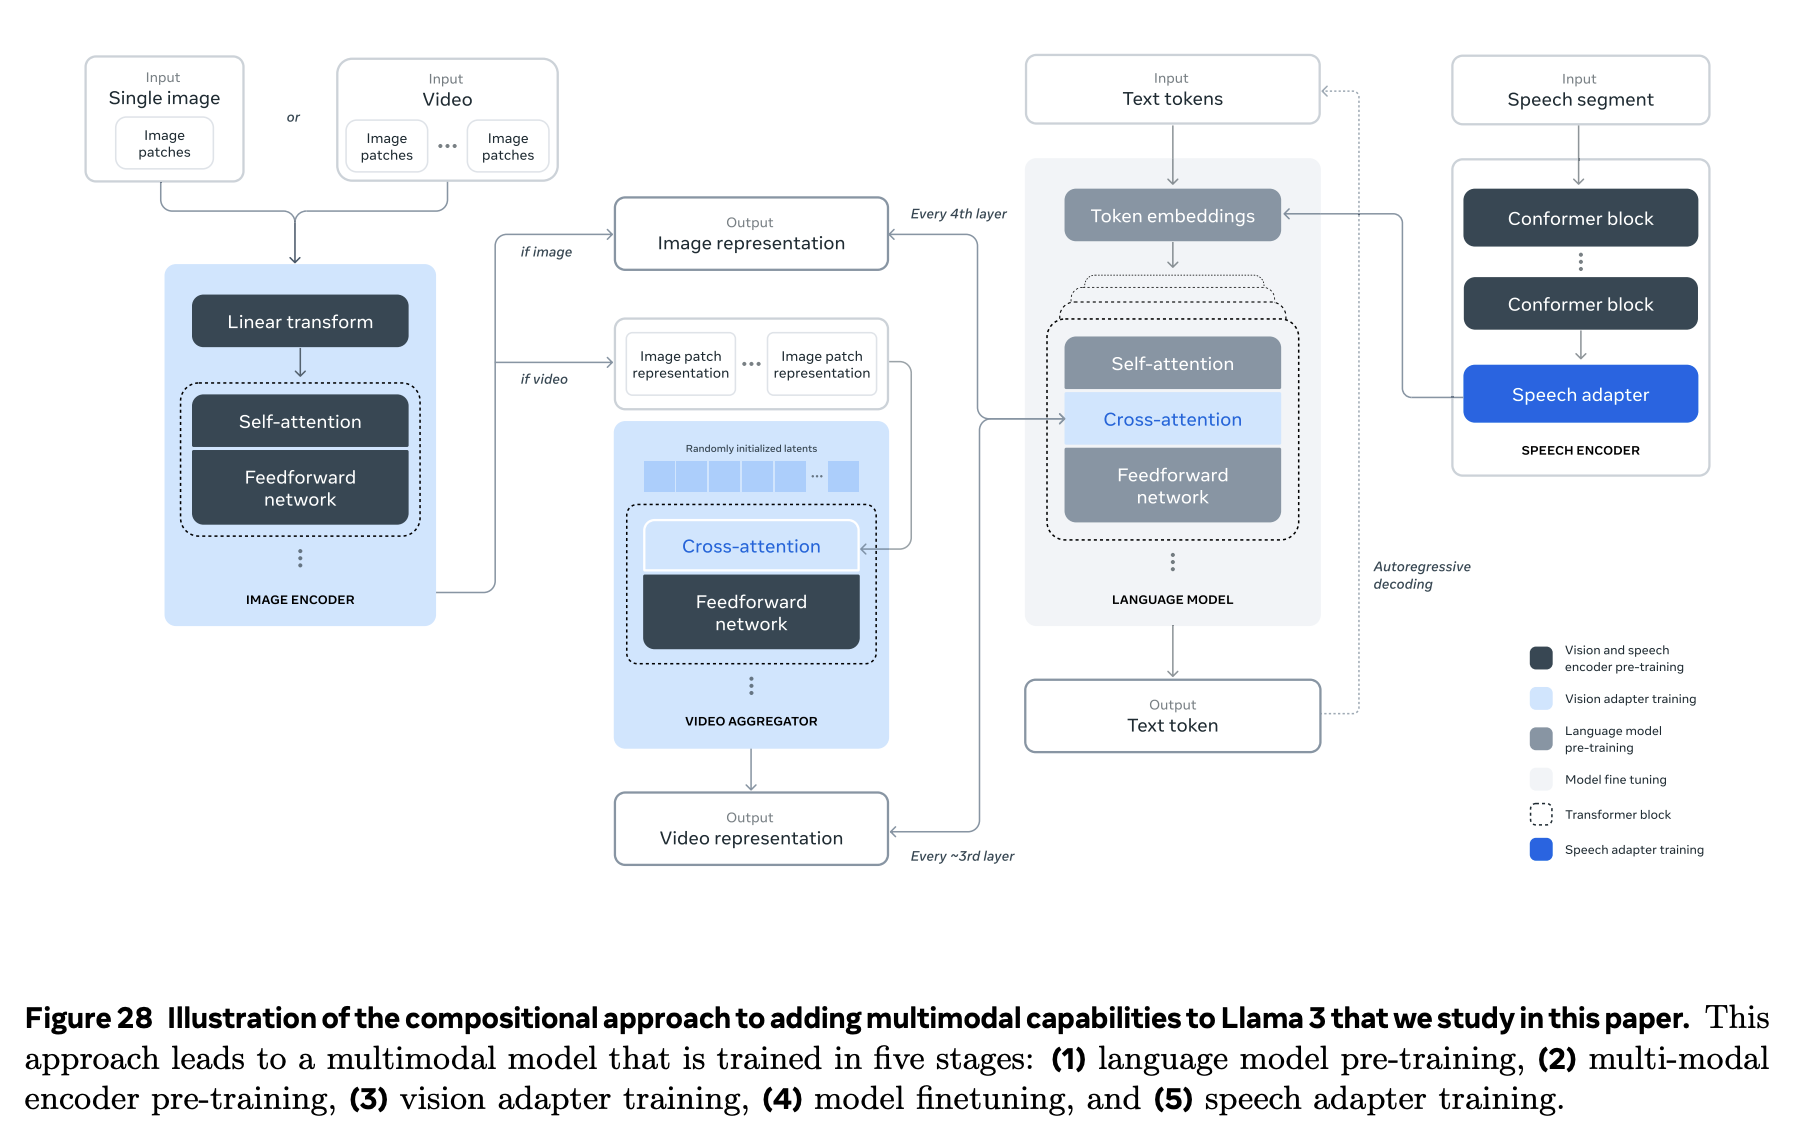 Input
Single image
Image
patches
or
Input
Video
Image
patches
...
Image
patches
Linear transform
Self-attention
Feedforward
network
IMAGE ENCODER
if image
if video
Output
Image representation
Image patch
representation
...
Image patch
representation
Randomly initialized latents
...
Cross-attention
Feedforward
network
VIDEO AGGREGATOR
Output
Video representation
Every 4th layer
Every ~3rd layer
Input
Text tokens
Token embeddings
Self-attention
Cross-attention
Feedforward
network
LANGUAGE MODEL
Output
Text token
Autoregressive
decoding
Input
Speech segment
Conformer block
Conformer block
Speech adapter
SPEECH ENCODER
Vision and speech
encoder pre-training
Vision adapter training
Language model
pre-training
Model fine tuning
Transformer block
Speech adapter training
Figure 28 Illustration of the compositional approach to adding multimodal capabilities to Llama 3 that we study in this paper. This
approach leads to a multimodal model that is trained in five stages: (1) language model pre-training, (2) multi-modal
encoder pre-training, (3) vision adapter training, (4) model finetuning, and (5) speech adapter training.